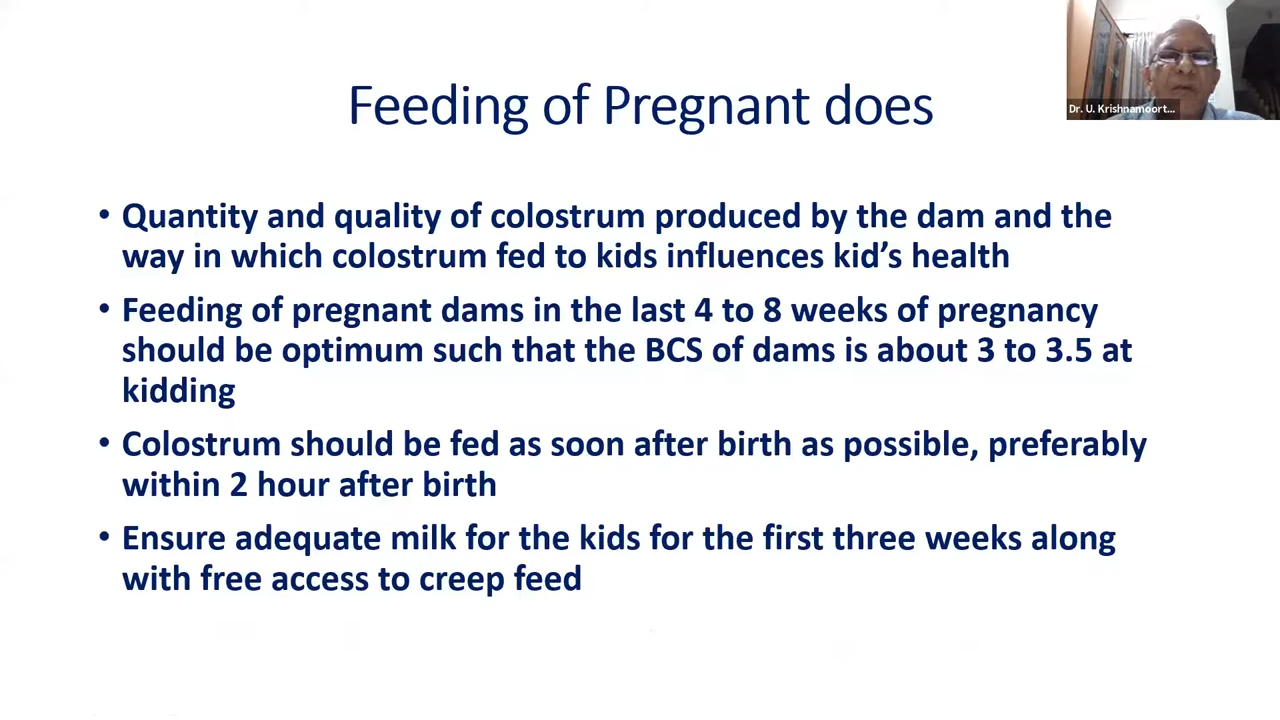 Feeding of Pregnant does
Dr. U. Krishnamoort...
• Quantity and quality of colostrum produced by the dam and the
way in which colostrum fed to kids influences kid’s health
• Feeding of pregnant dams in the last 4 to 8 weeks of pregnancy
should be optimum such that the BCS of dams is about 3 to 3.5 at
kidding
• Colostrum should be fed as soon after birth as possible, preferably
within 2 hour after birth
• Ensure adequate milk for the kids for the first three weeks along
with free access to creep feed